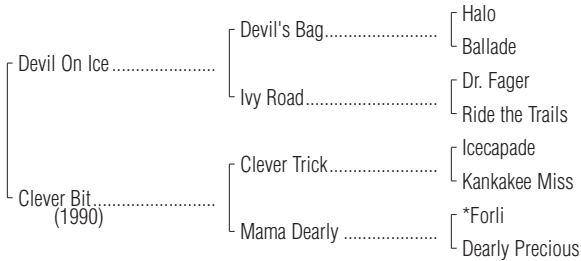 Halo
Devil's Bag........................
Ballade
Devil On Ice......................
Dr. Fager
Ivy Road............................
Ride the Trails
Icecapade
Clever Trick.......................
Kankakee Miss
Clever Bit..........................
(1990)
*Forli
Mama Dearly ....................
Dearly Precious